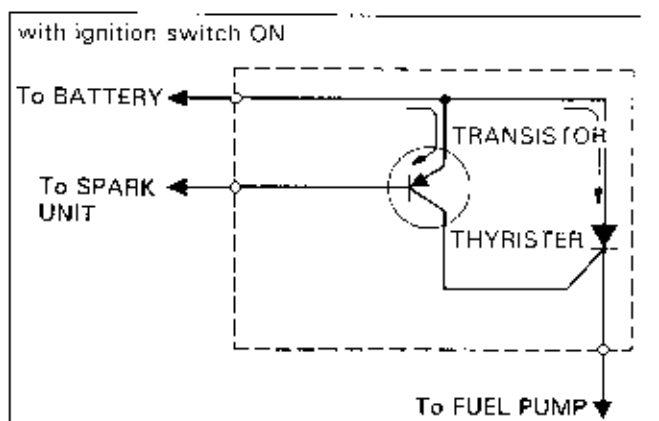 with ignition switch ON
To BATTERY
TRANSISTOR
To SPARK
UNIT
THYRISTER
To FUEL PUMP